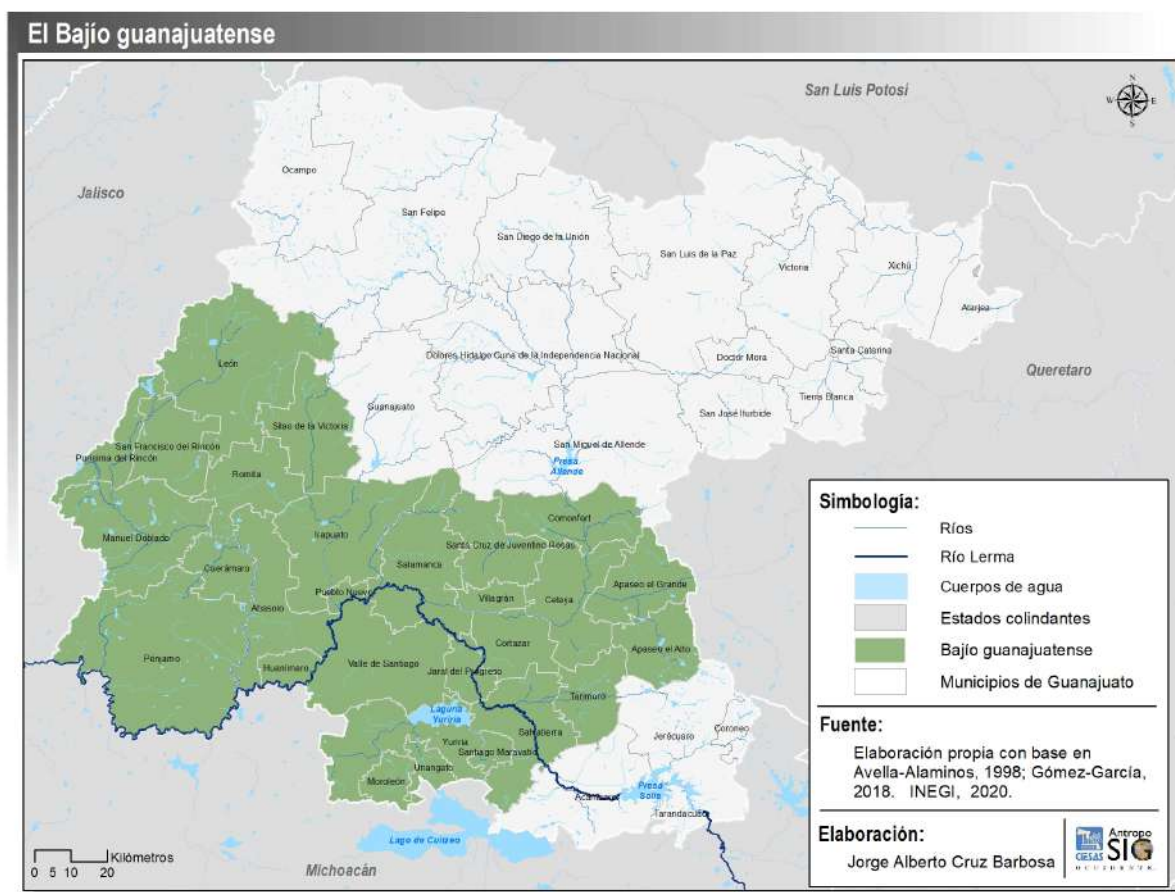 El Bajío guanajuatense
San Luis Potosí
N
W
E
S
Jalisco
Ocampo
San Felipe
San Diego de la Unión
San Luis de la Paz
Victoria
Xichú
Atarjea
León
Dolores Hidalgo Cuna de la Independencia Nacional
Doctor Mora
Santa Catarina
Queretaro
Guanajuato
San José Iturbide
Tierra Blanca
Silao de la Victoria
San Francisco del Rincón
Purísima del Rincón
San Miguel de Allende
Presa
Allende
Romita
Comonfort
Manuel Doblado
Irapuato
Santa Cruz de Juventino Rosas
Cuerámaro
Salamanca
Apaseo el Grande
Pueblo Nuevo
Villagrán
Celaya
Abasolo
Cortazar
Apaseo el Alto
Pénjamo
Huanímaro
Valle de Santiago
Jaral del Progreso
Tarimoro
Laguna
Yuriria
Salvatierra
Jerécuaro
Coroneo
Yuriria
Santiago Maravatío
Uriangato
Moroleón
Acámbaro
Presa
Solis
Tarandacuao
Lago de Cuitzeo
Michoacán
Kilómetros
0 5 10 20
Simbología:
Ríos
Río Lerma
Cuerpos de agua
Estados colindantes
Bajío guanajuatense
Municipios de Guanajuato
Fuente:
Elaboración propia con base en
Avella-Alaminos, 1998; Gómez-García,
2018. INEGI, 2020.
Elaboración:
Jorge Alberto Cruz Barbosa
Antropo
SIG
CIESAS
OCCIDENTE